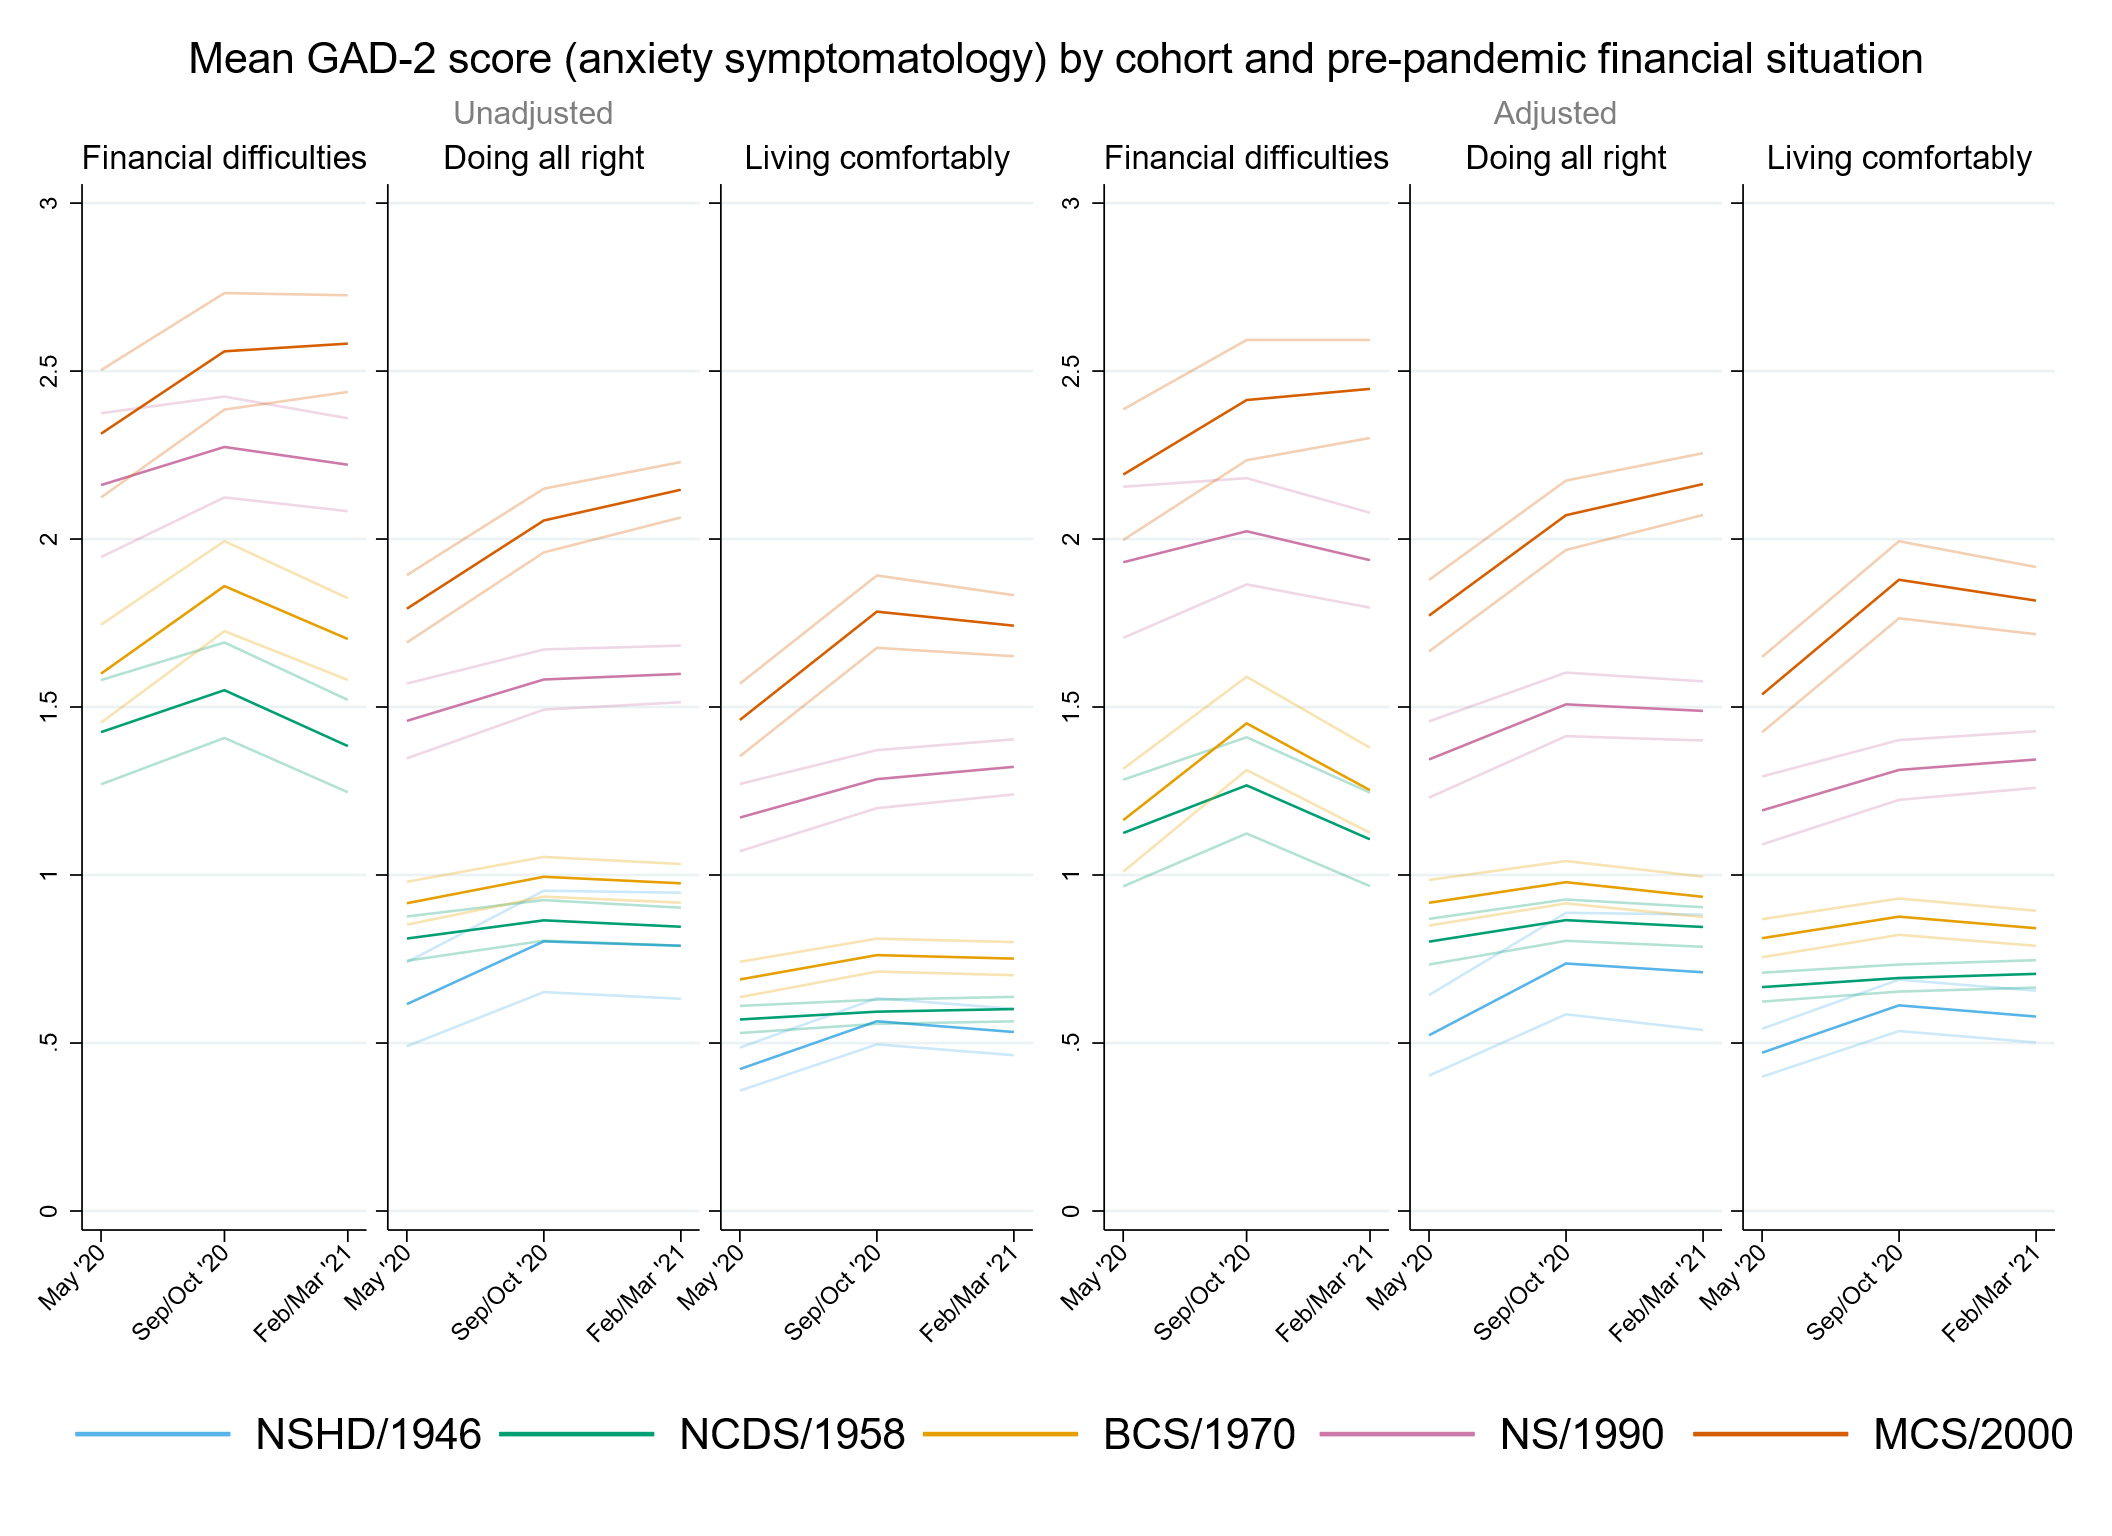 Mean GAD-2 score (anxiety symptomatology) by cohort and pre-pandemic financial situation
Unadjusted
Adjusted
Financial difficulties
Doing all right
Living comfortably
Financial difficulties
Doing all right
Living comfortably
3
2.5
2
1.5
1
.5
0
3
2.5
2
1.5
1
.5
0
May '20
Sep/Oct '20
Feb/Mar '21
May '20
Sep/Oct '20
Feb/Mar '21
May '20
Sep/Oct '20
Feb/Mar '21
May '20
Sep/Oct '20
Feb/Mar '21
May '20
Sep/Oct '20
Feb/Mar '21
May '20
Sep/Oct '20
Feb/Mar '21
NSHD/1946
NCDS/1958
BCS/1970
NS/1990
MCS/2000